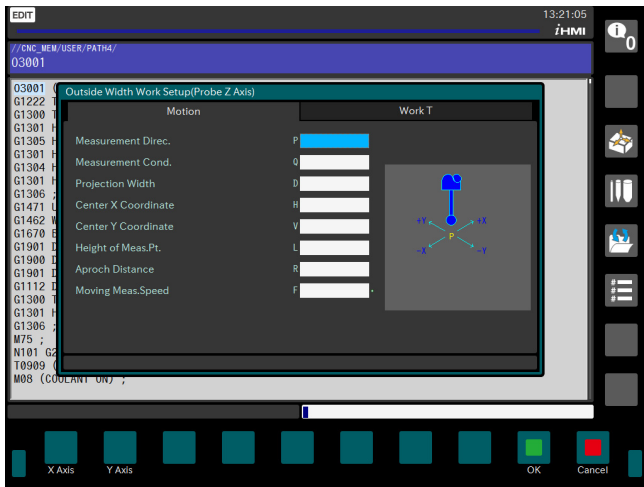 EDIT
13:21:05
iHMI
0
//CNC_MEM/USER/PATH4/
O3001
O3001 (
G1222 T
G1300 T
G1301 H
G1305 H
G1301 H
G1304 H
G1301 H
G1306 ;
G1471 U
G1462 W
G1670 B
G1901 D
G1900 D
G1901 D
G1112 I
G1300 T
G1301 H
G1306 ;
M75 ;
N101 G2
T0909 (
M08 (COOLANT ON) ;
Outside Width Work Setup(Probe Z Axis)
Motion
Work T
Measurement Direc. P
Measurement Cond. Q
Projection Width D
Center X Coordinate H
Center Y Coordinate V
Height of Meas.Pt. L
Aproch Distance R
Moving Meas.Speed F
+Y +X
P
-X -Y
X Axis
Y Axis
OK
Cancel